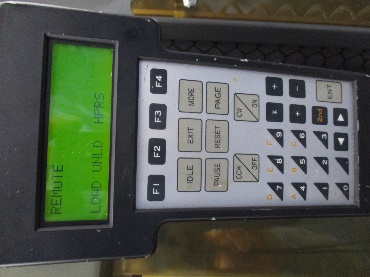 REMOTE
LOAD UNLD HPRS
F1 F2 F3 F4
IDLE EXIT MORE
PAUSE RESET PAGE
CCW OFF CW ON
D 7 E 8 F 9 * +
A 4 B 5 C 6 -
1 2 3 2nd ENT
0